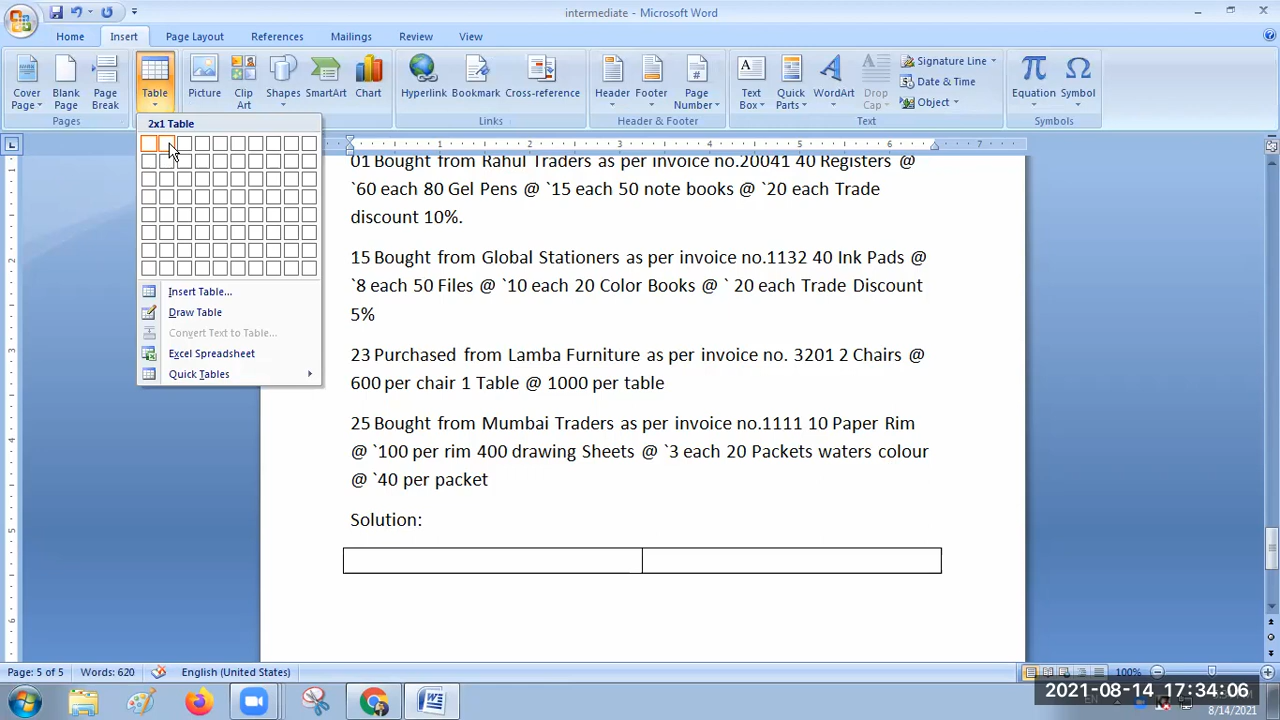 intermediate - Microsoft Word
Home Insert Page Layout References Mailings Review View
Cover Page Blank Page Page Break Table Picture Clip Art Shapes SmartArt Chart Hyperlink Bookmark Cross-reference Header Footer Page Number Text Box Quick Parts WordArt Drop Cap Signature Line Date & Time Object Equation Symbol
Pages Links Header & Footer Text Symbols
2x1 Table
Insert Table...
Draw Table
Convert Text to Table...
Excel Spreadsheet
Quick Tables
1 2 3 4 5 6 7
01 Bought from Rahul Traders as per invoice no.20041 40 Registers @
`60 each 80 Gel Pens @ `15 each 50 note books @ `20 each Trade
discount 10%.
15 Bought from Global Stationers as per invoice no.1132 40 Ink Pads @
`8 each 50 Files @ `10 each 20 Color Books @ ` 20 each Trade Discount
5%
23 Purchased from Lamba Furniture as per invoice no. 3201 2 Chairs @
600 per chair 1 Table @ 1000 per table
25 Bought from Mumbai Traders as per invoice no.1111 10 Paper Rim
@ `100 per rim 400 drawing Sheets @ `3 each 20 Packets waters colour
@ `40 per packet
Solution:
Page: 5 of 5 Words: 620 English (United States) 100%
2021-08-14 17:34:06
8/14/2021